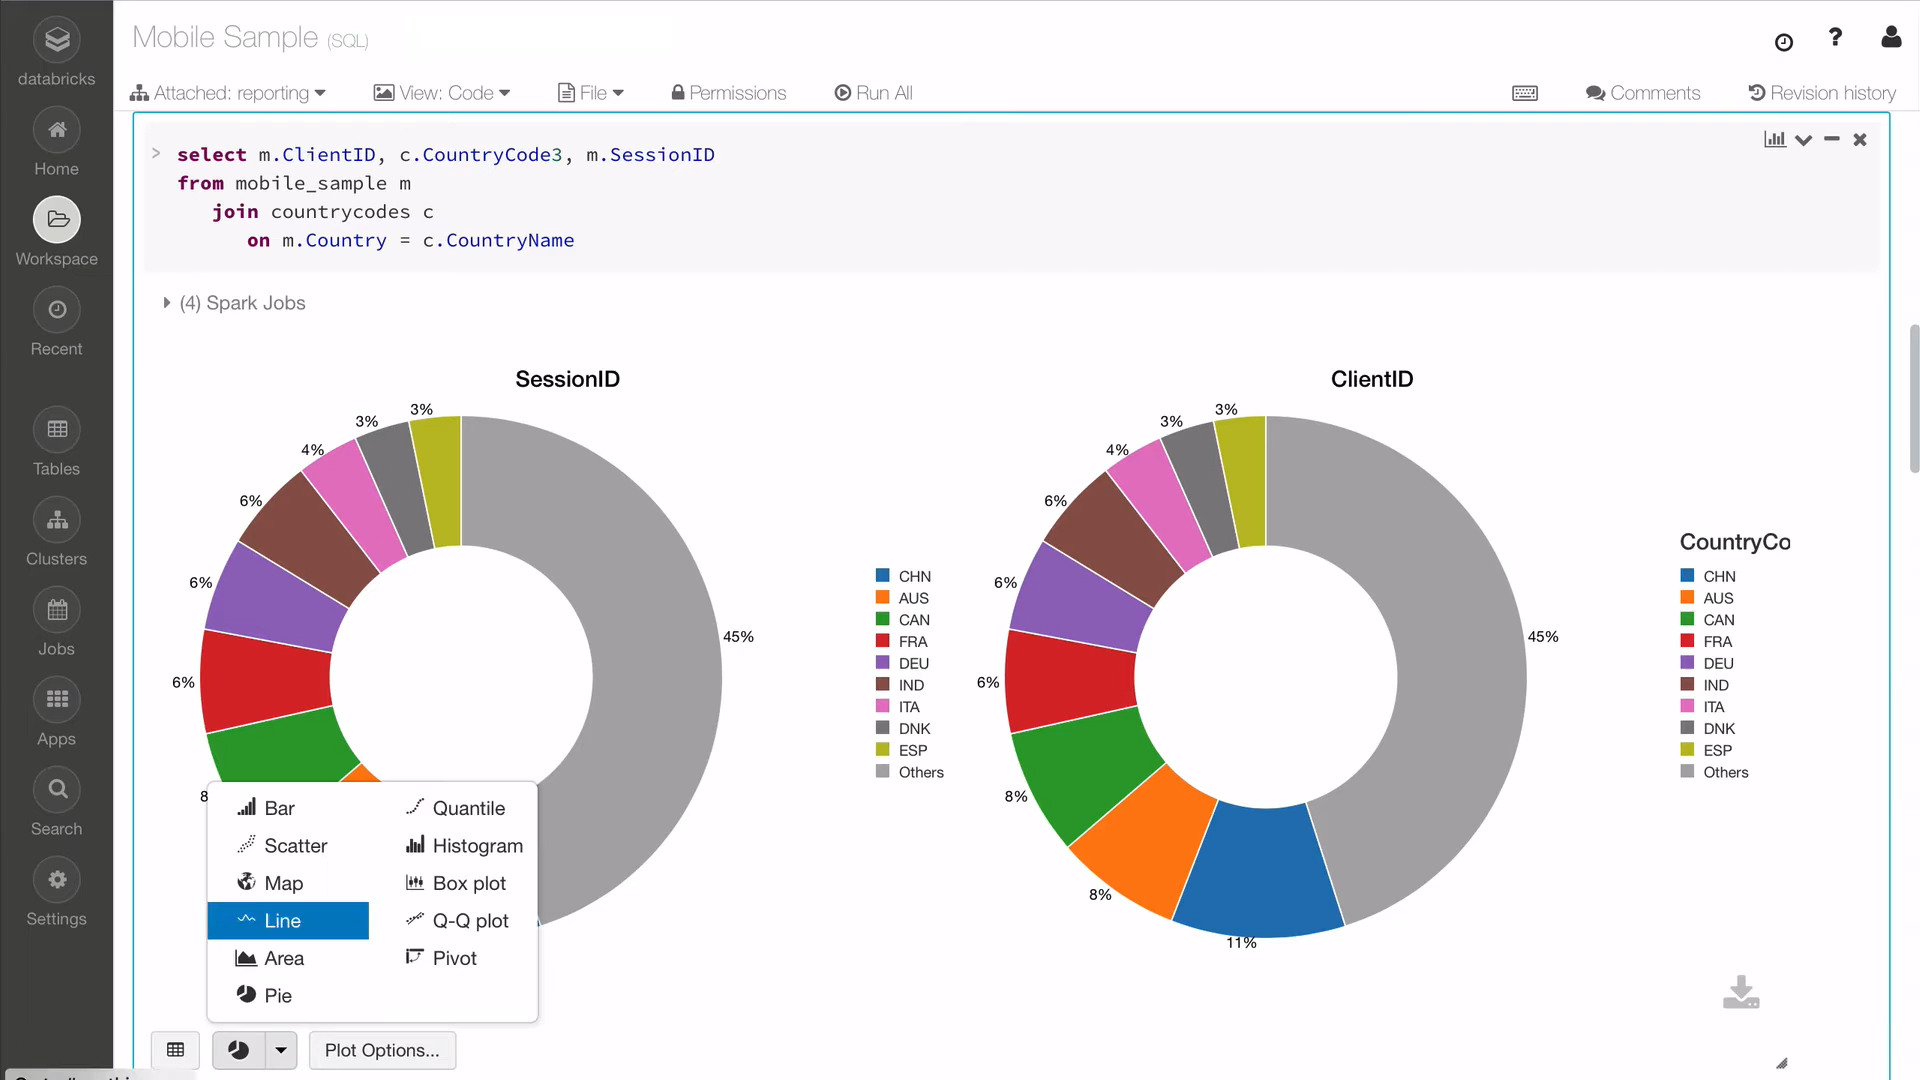 Mobile Sample (SQL)
?
databricks
Attached: reporting
View: Code
File
Permissions
Run All
Comments
Revision history
Home
Workspace
Recent
Tables
Clusters
Jobs
Apps
Search
Settings
> select m.ClientID, c.CountryCode3, m.SessionID
from mobile_sample m
join countrycodes c
on m.Country = c.CountryName
(4) Spark Jobs
SessionID
3%
3%
4%
6%
6%
6%
8
45%
CHN
AUS
CAN
FRA
DEU
IND
ITA
DNK
ESP
Others
ClientID
3%
3%
4%
6%
6%
6%
8%
8%
11%
45%
CountryCo
CHN
AUS
CAN
FRA
DEU
IND
ITA
DNK
ESP
Others
Bar
Scatter
Map
Line
Area
Pie
Quantile
Histogram
Box plot
Q-Q plot
Pivot
Plot Options...